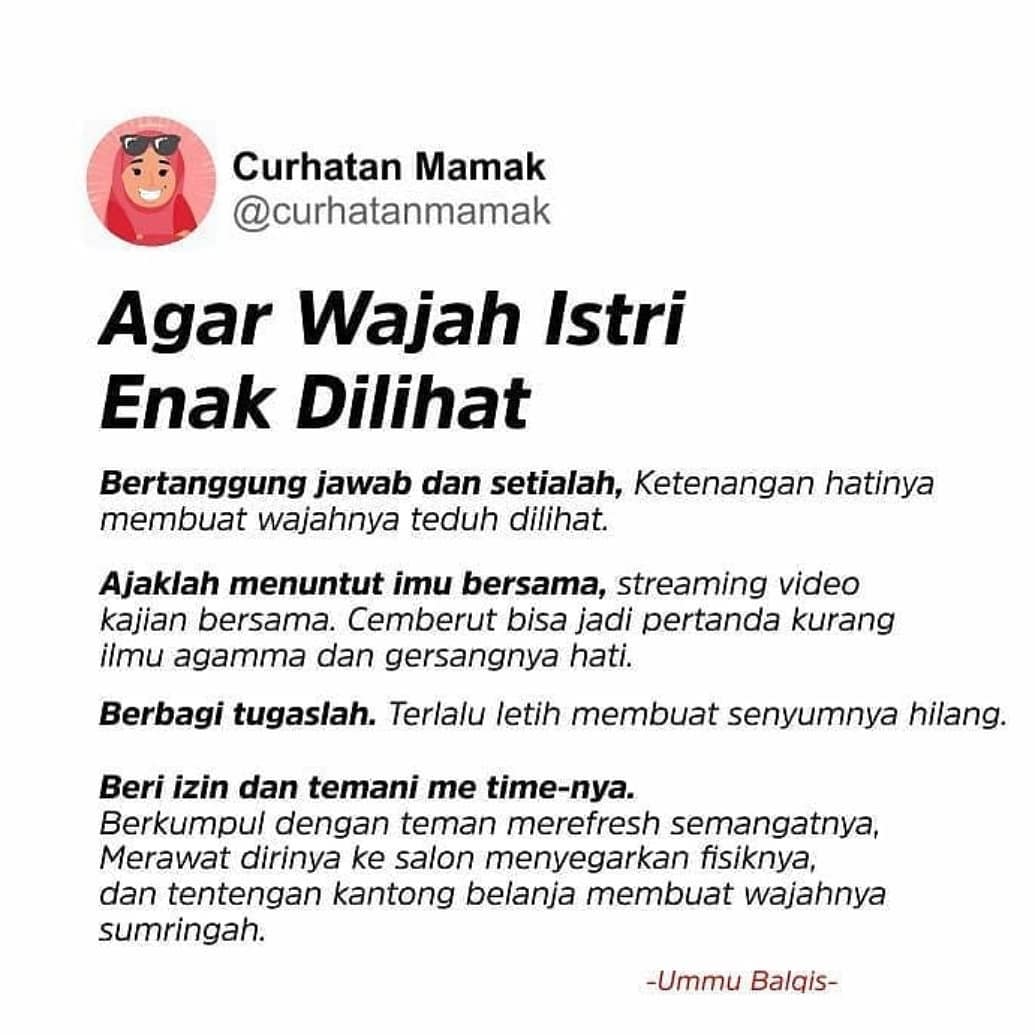 Curhatan Mamak
@curhatanmamak
Agar Wajah Istri
Enak Dilihat
Bertanggung jawab dan setialah, Ketenangan hatinya
membuat wajahnya teduh dilihat.
Ajaklah menuntut imu bersama, streaming video
kajian bersama. Cemberut bisa jadi pertanda kurang
ilmu agamma dan gersangnya hati.
Berbagi tugaslah. Terlalu letih membuat senyumnya hilang.
Beri izin dan temani me time-nya.
Berkumpul dengan teman merefresh semangatnya,
Merawat dirinya ke salon menyegarkan fisiknya,
dan tentengan kantong belanja membuat wajahnya
sumringah.
-Ummu Balqis-